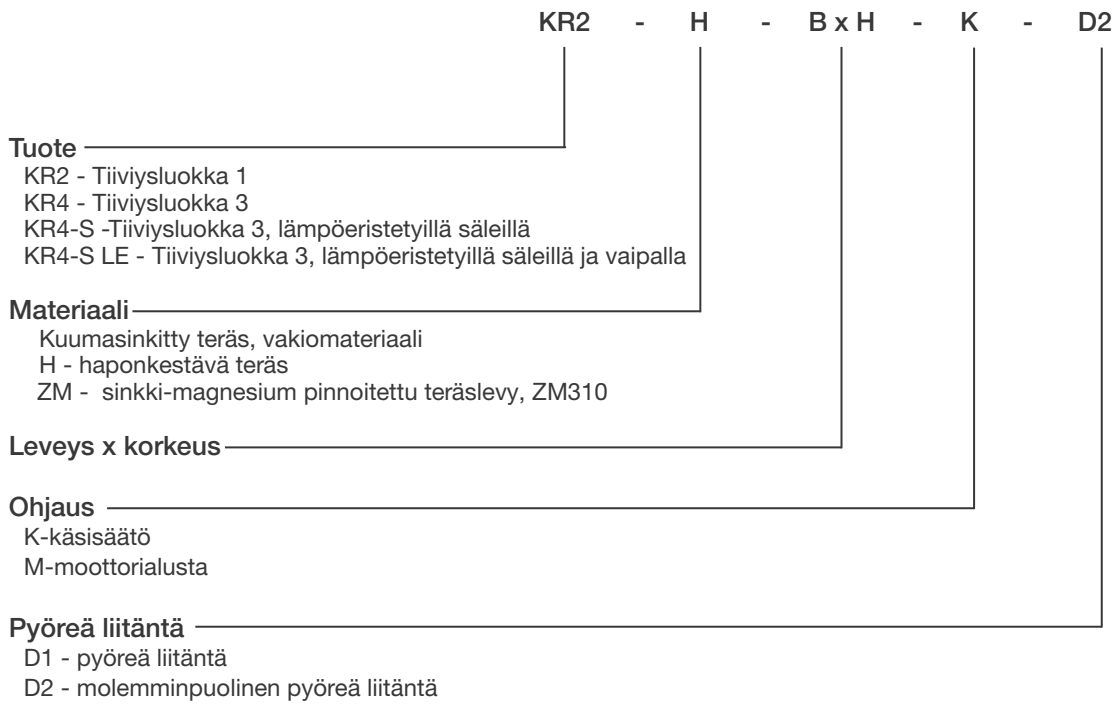 KR2 - H - B x H - K - D2
Tuote
KR2 - Tiiviysluokka 1
KR4 - Tiiviysluokka 3
KR4-S -Tiiviysluokka 3, lämpöeristetyillä säleillä
KR4-S LE - Tiiviysluokka 3, lämpöeristetyillä säleillä ja vaipalla
Materiaali
Kuumasinkitty teräs, vakiomateriaali
H - haponkestävä teräs
ZM - sinkki-magnesium pinnoitettu teräslevy, ZM310
Leveys x korkeus
Ohjaus
K-käsisäätö
M-moottorialusta
Pyöreä liitäntä
D1 - pyöreä liitäntä
D2 - molemminpuolinen pyöreä liitäntä